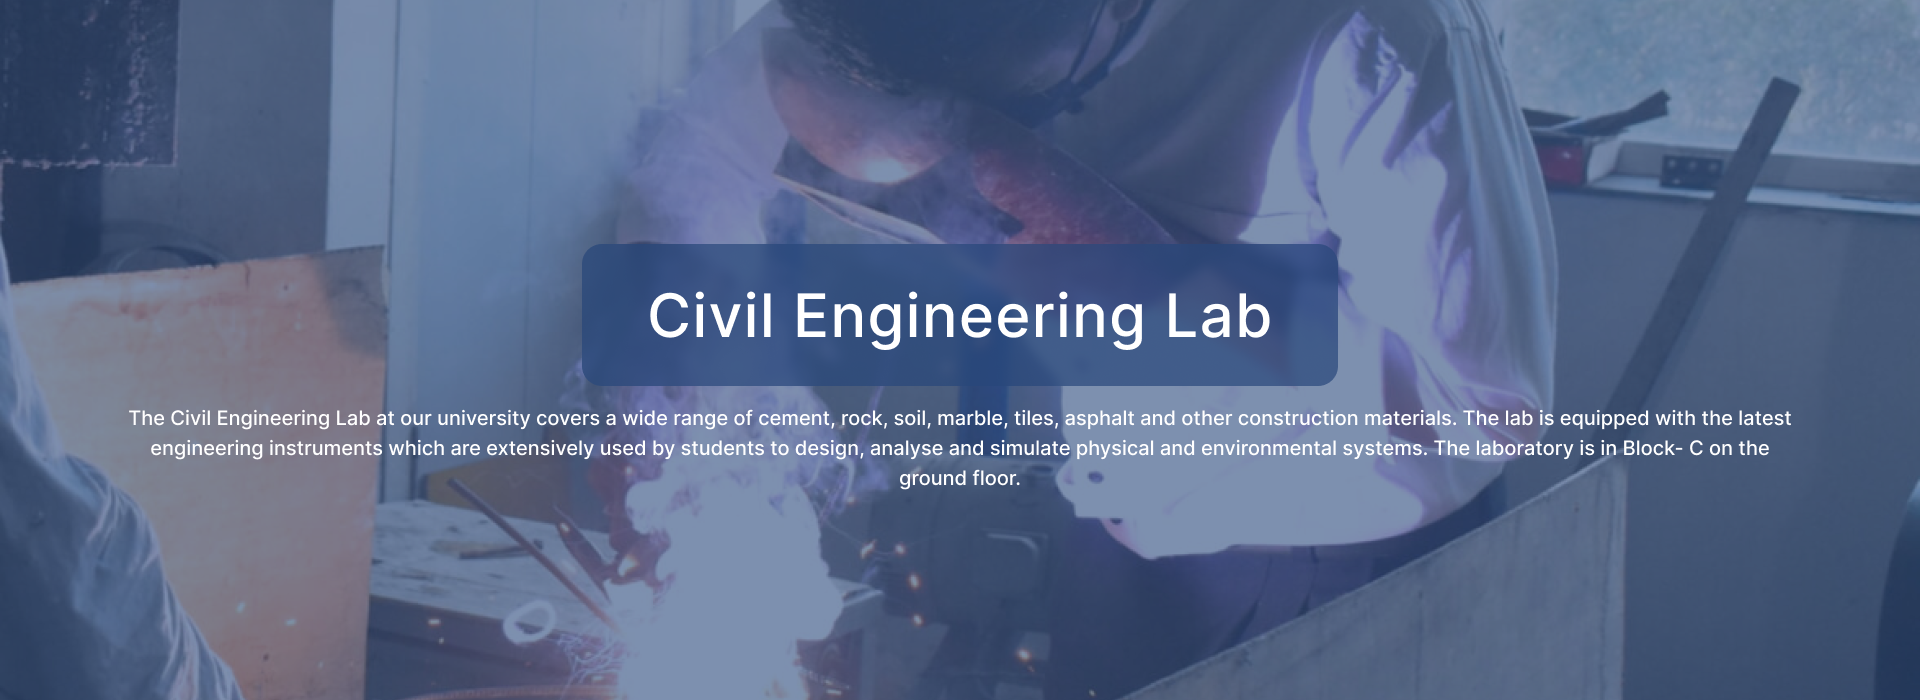 Civil Engineering Lab
The Civil Engineering Lab at our university covers a wide range of cement, rock, soil, marble, tiles, asphalt and other construction materials. The lab is equipped with the latest
engineering instruments which are extensively used by students to design, analyse and simulate physical and environmental systems. The laboratory is in Block- C on the
ground floor.